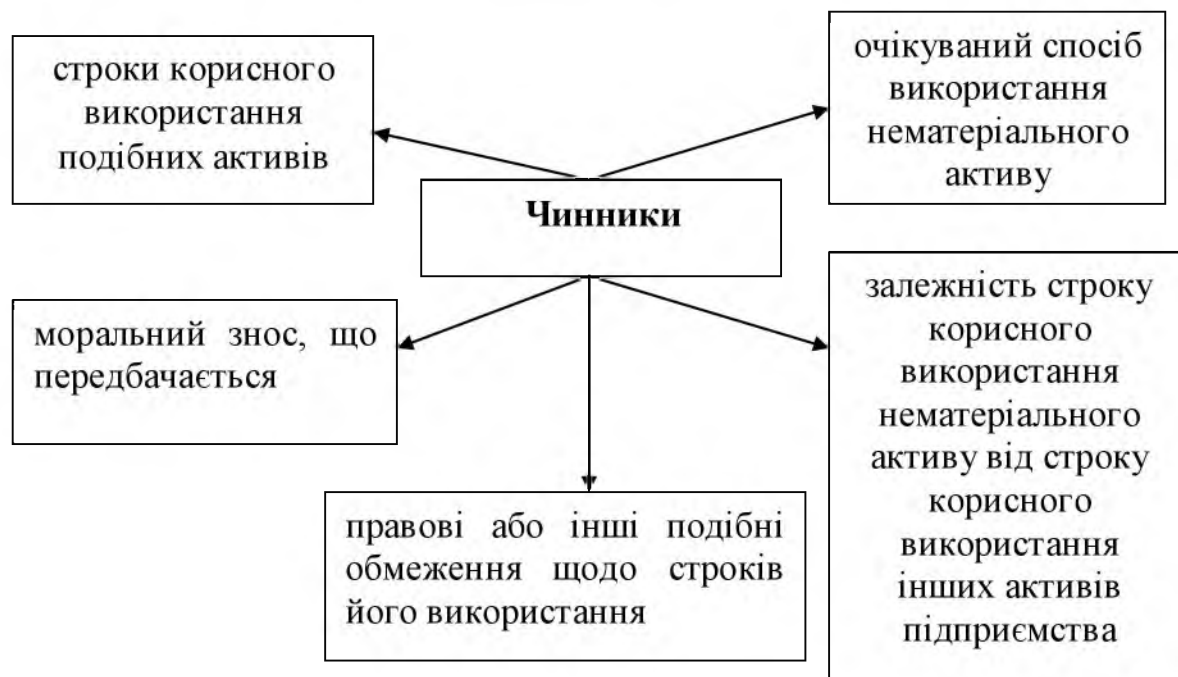 строки корисного
використання
подібних активів
очікуваний спосіб
використання
нематеріального
активу
Чинники
моральний знос, що
передбачається
залежність строку
корисного
використання
нематеріального
активу від строку
корисного
використання
інших активів
підприємства
правові або інші подібні
обмеження щодо строків
його використання